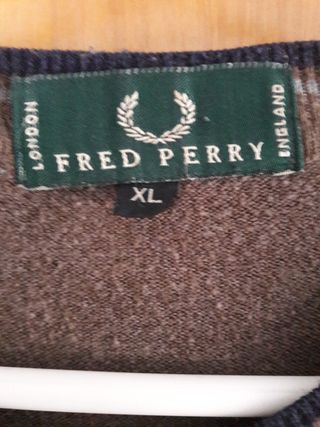 LONDON
FRED PERRY
ENGLAND
XL